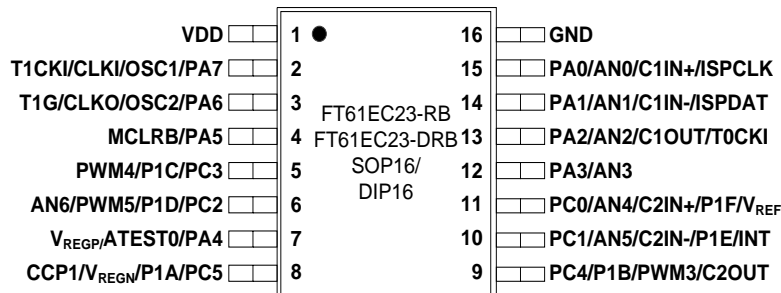 VDD 1 16 GND
T1CKI/CLKI/OSC1/PA7 2 15 PA0/AN0/C1IN+/ISPCLK
T1G/CLKO/OSC2/PA6 3 14 PA1/AN1/C1IN-/ISPDAT
FT61EC23-RB
MCLRB/PA5 4 FT61EC23-DRB 13 PA2/AN2/C1OUT/T0CKI
SOP16/
PWM4/P1C/PC3 5 12 PA3/AN3
DIP16
AN6/PWM5/P1D/PC2 6 11 PC0/AN4/C2IN+/P1F/VREF
VREGP/ATEST0/PA4 7 10 PC1/AN5/C2IN-/P1E/INT
CCP1/VREGN/P1A/PC5 8 9 PC4/P1B/PWM3/C2OUT